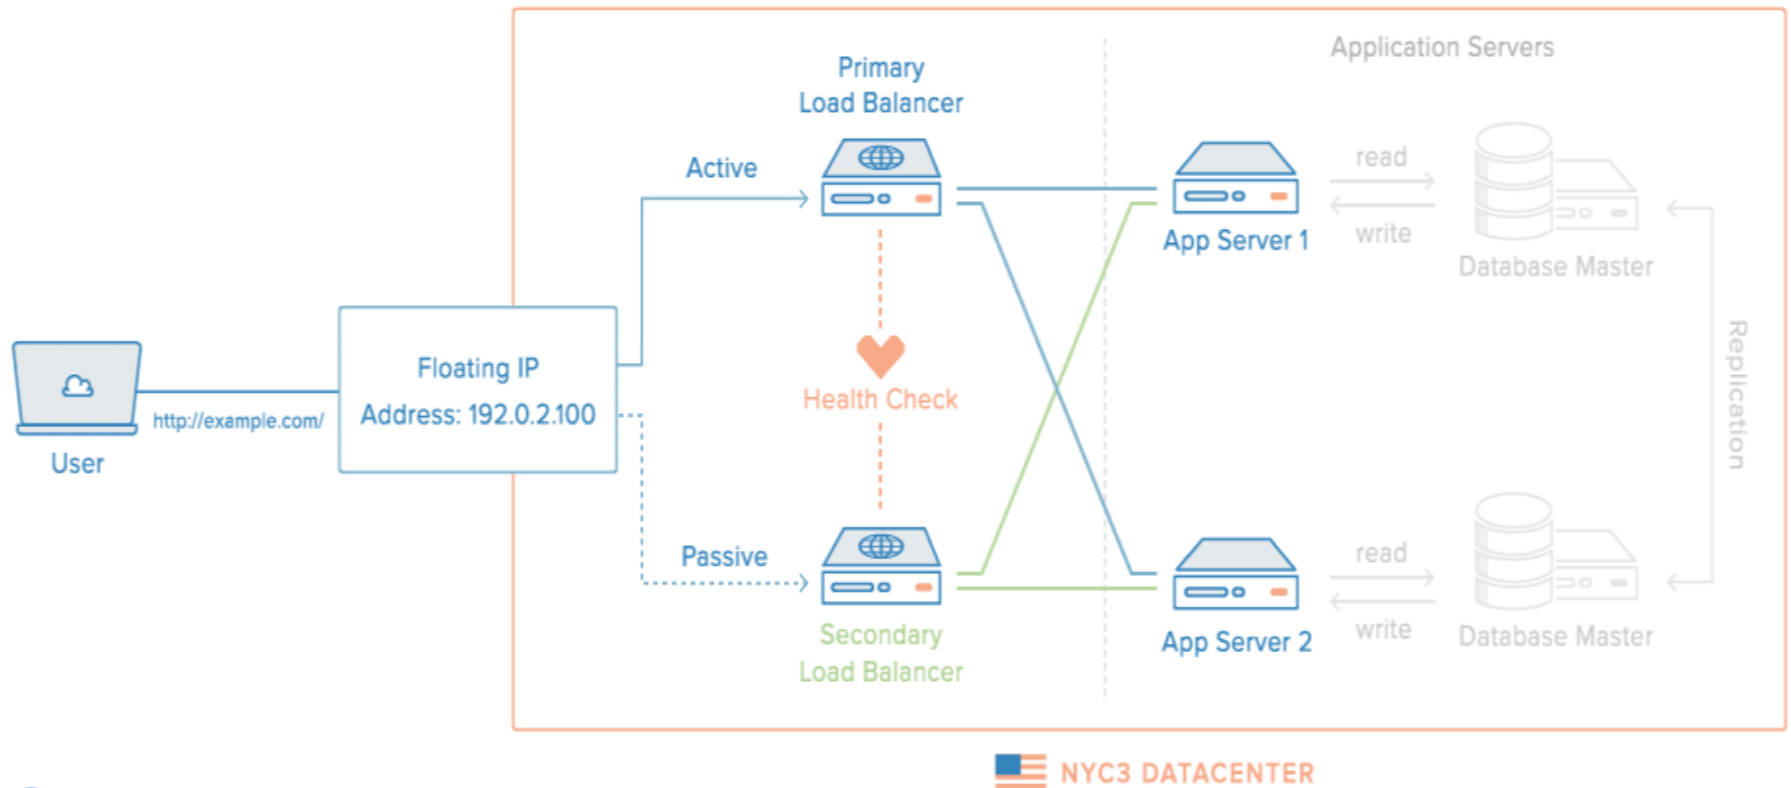 Application Servers
Primary
Load Balancer
Active
read
write
App Server 1
Database Master
Floating IP
Address: 192.0.2.100
http://example.com/
User
Health Check
Replication
Passive
read
write
Secondary
Load Balancer
App Server 2
Database Master
NYC3 DATACENTER